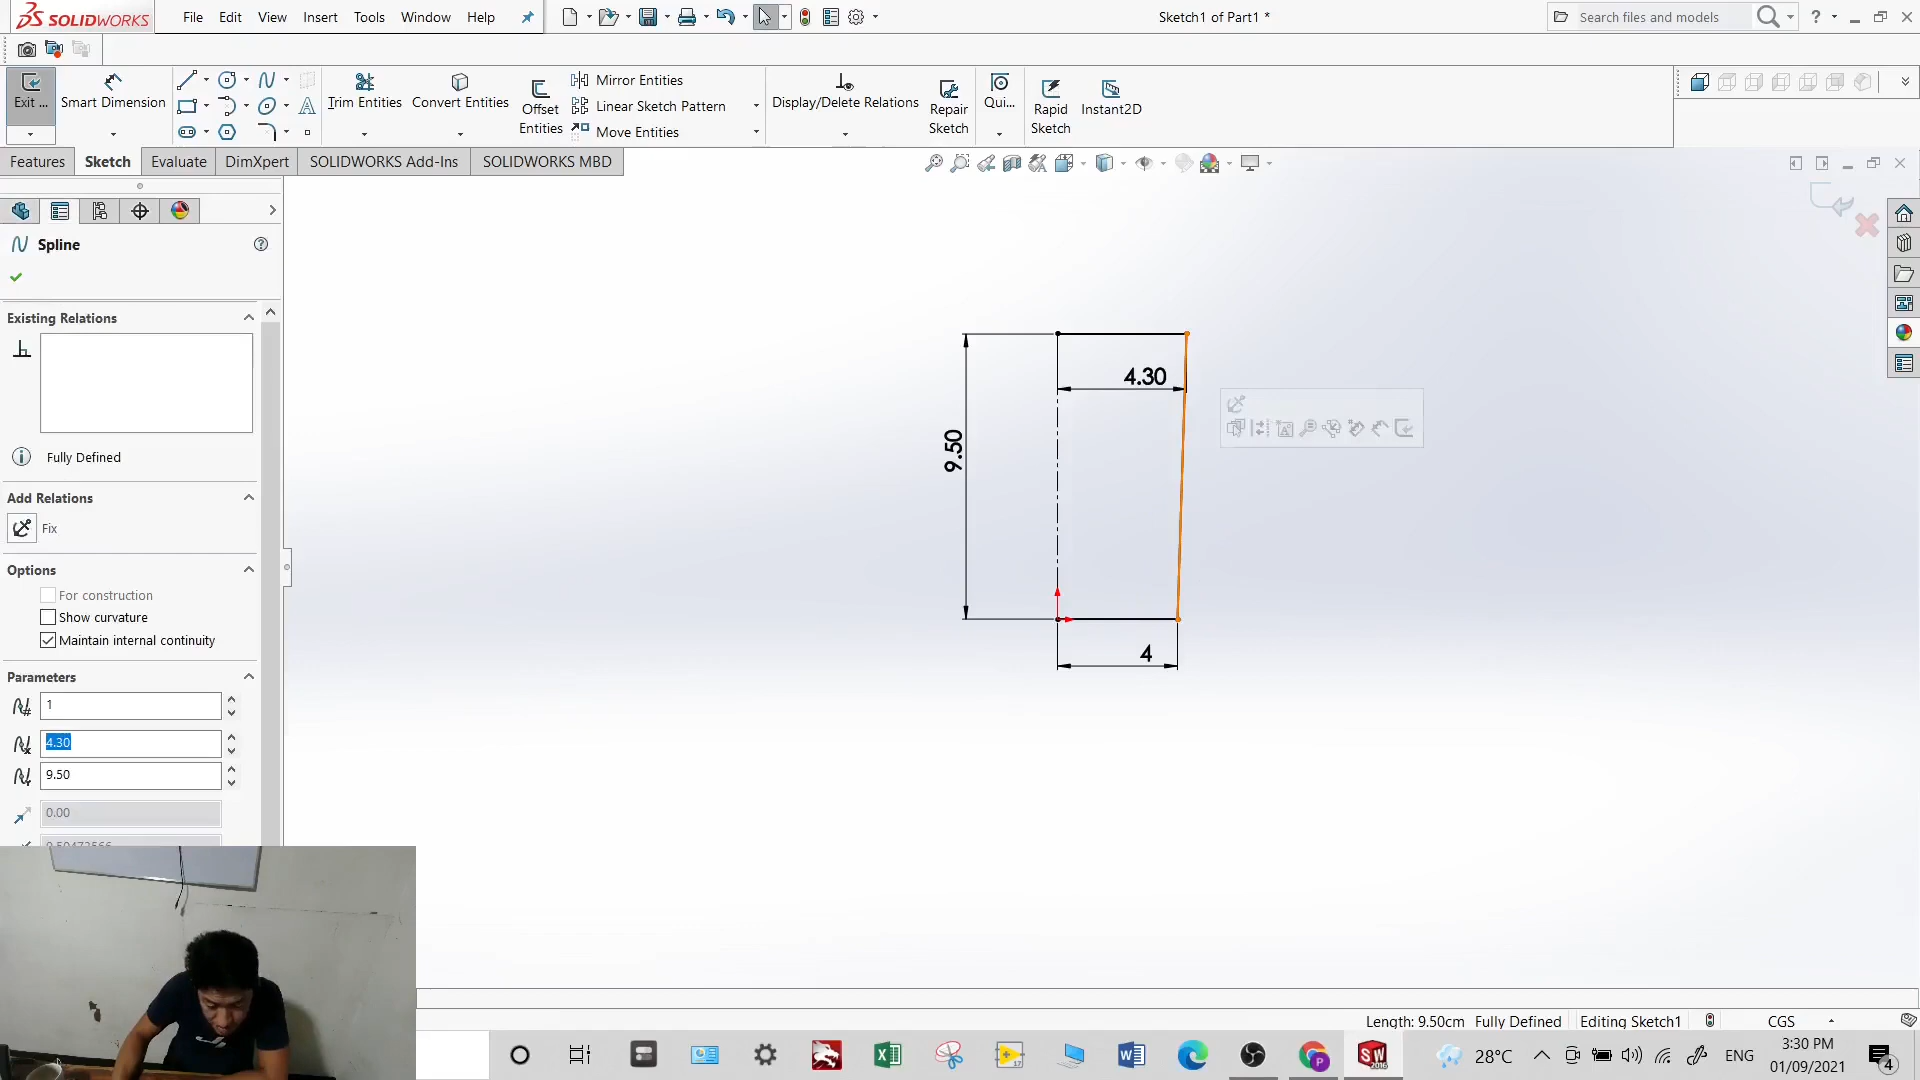 SOLIDWORKS File Edit View Insert Tools Window Help Sketch1 of Part1 * Search files and models
Exit ... Smart Dimension Trim Entities Convert Entities Offset Entities Mirror Entities Linear Sketch Pattern Move Entities Display/Delete Relations Repair Sketch Qui... Rapid Sketch Instant2D
Features Sketch Evaluate DimXpert SOLIDWORKS Add-Ins SOLIDWORKS MBD
Spline
Existing Relations
Fully Defined
Add Relations
Fix
Options
For construction
Show curvature
Maintain internal continuity
Parameters
1
4.30
9.50
0.00
9.50473566
4.30
9.50
4
Length: 9.50cm Fully Defined Editing Sketch1 CGS
28°C ENG 3:30 PM
01/09/2021
4